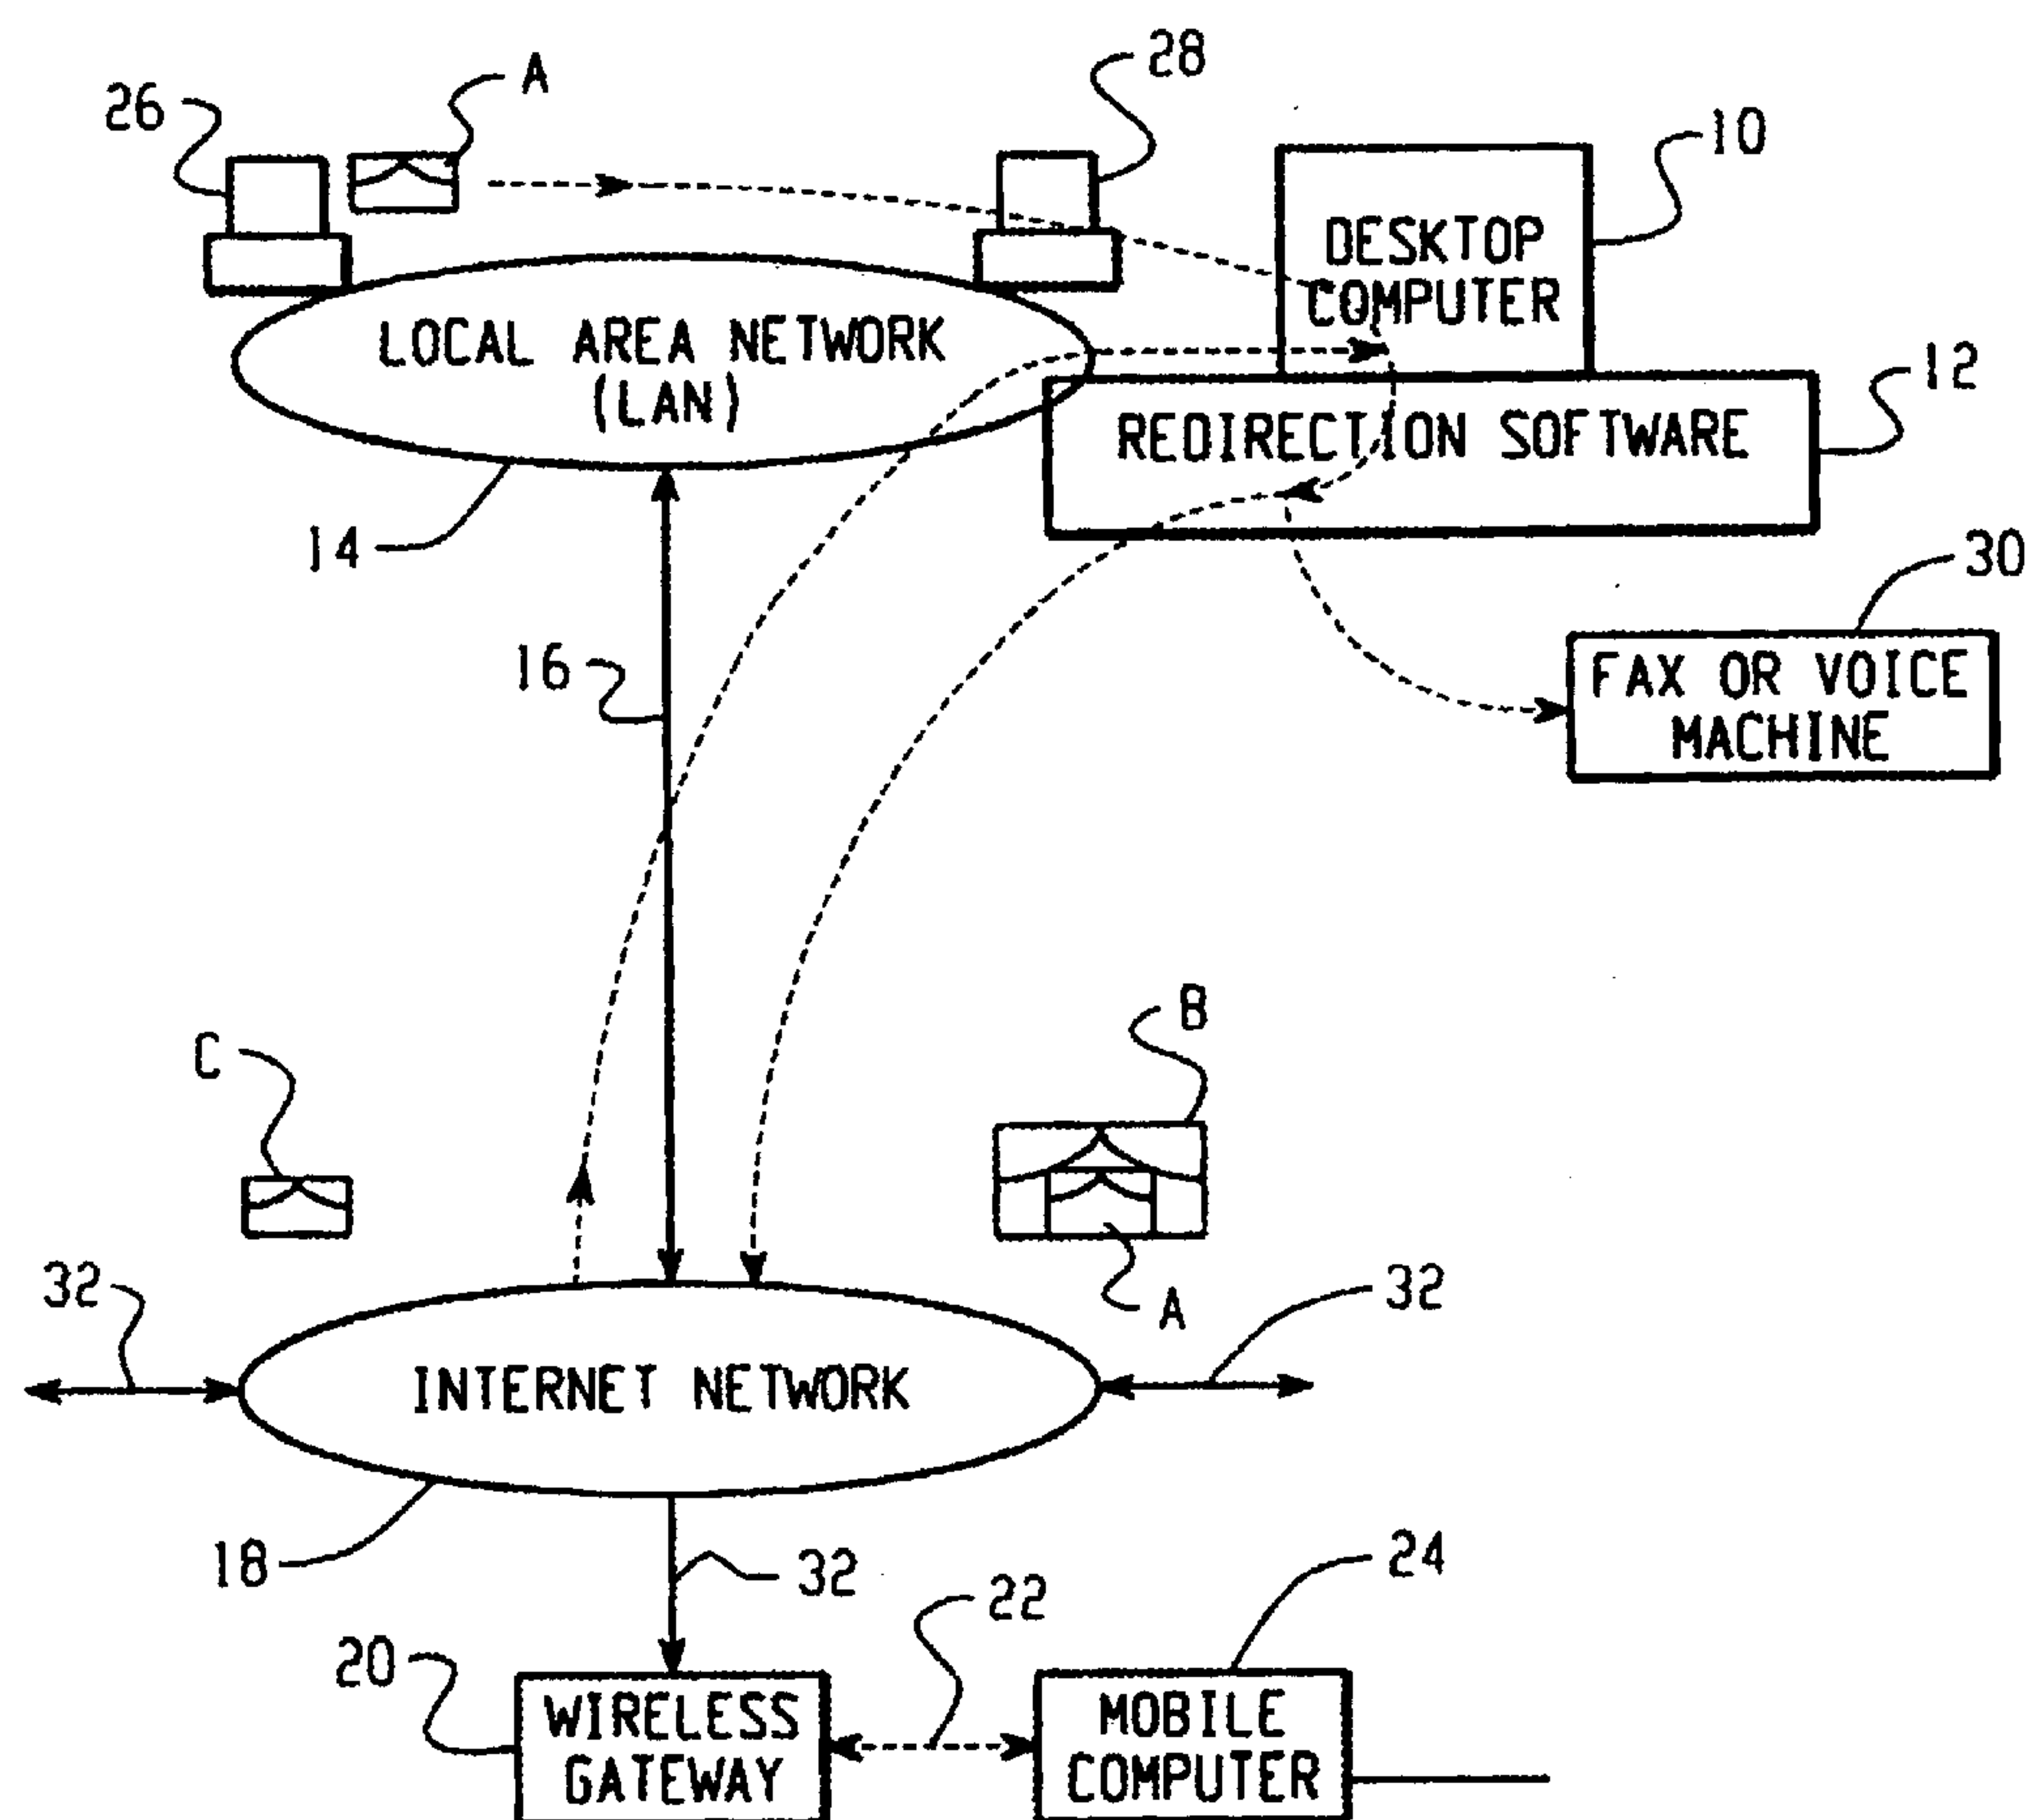 26
A
28
10
DESKTOP
COMPUTER
LOCAL AREA NETWORK
(LAN)
12
REDIRECTION SOFTWARE
14
30
16
FAX OR VOICE
MACHINE
B
C
32
A
32
INTERNET NETWORK
18
32
22
24
20
WIRELESS
GATEWAY
MOBILE
COMPUTER